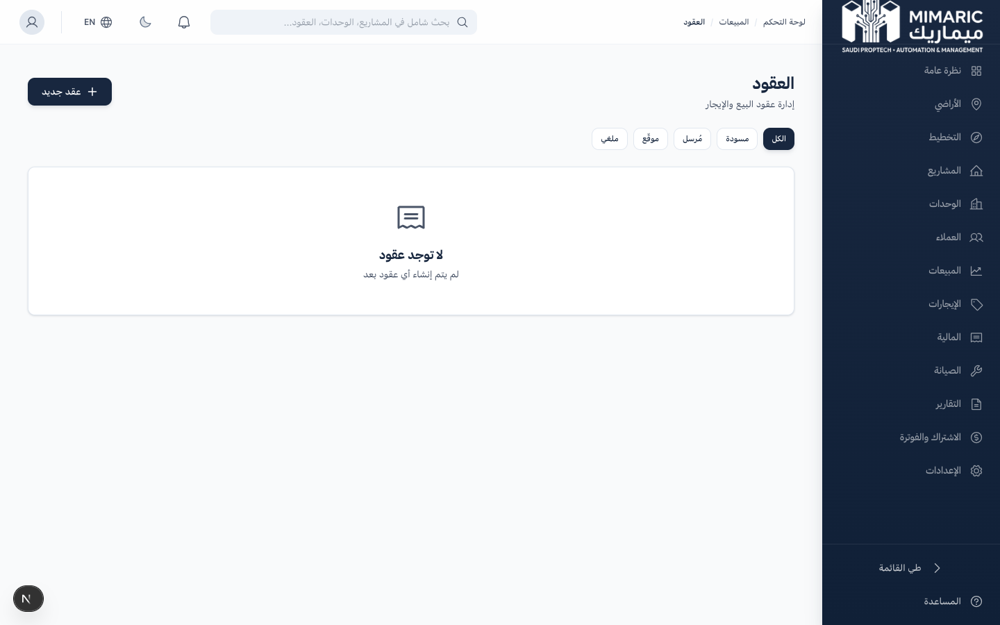 MIMARIC
ميماريك
SAUDI PROPTECH • AUTOMATION & MANAGEMENT
نظرة عامة
الأراضي
التخطيط
المشاريع
الوحدات
العملاء
المبيعات
الإيجارات
المالية
الصيانة
التقارير
الاشتراك والفوترة
الإعدادات
طي القائمة
المساعدة
لوحة التحكم / المبيعات / العقود
بحث شامل في المشاريع، الوحدات، العقود...
EN
العقود
إدارة عقود البيع والإيجار
عقد جديد
الكل
مسودة
مُرسل
موقّع
ملغي
لا توجد عقود
لم يتم إنشاء أي عقود بعد
N